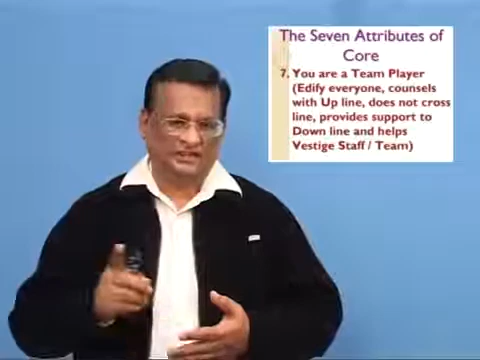 The Seven Attributes of
Core
7. You are a Team Player
(Edify everyone, counsels
with Up line, does not cross
line, provides support to
Down line and helps
Vestige Staff / Team)